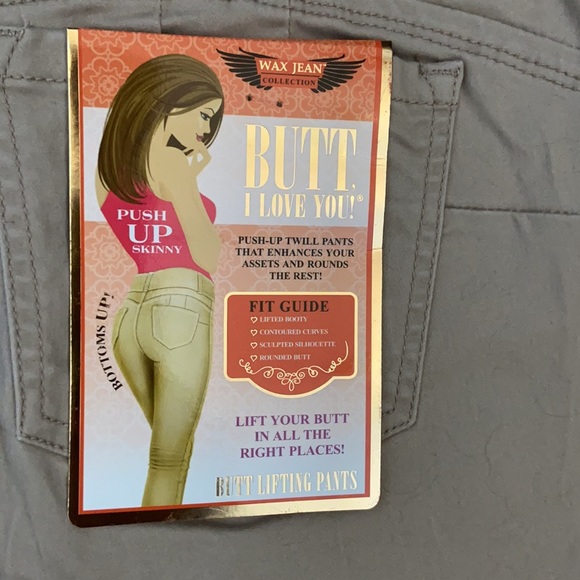 WAX JEAN®
COLLECTION
BUTT,
I LOVE YOU!®
PUSH
UP
SKINNY
PUSH-UP TWILL PANTS
THAT ENHANCES YOUR
ASSETS AND ROUNDS
THE REST!
BOTTOMS UP!
FIT GUIDE
LIFTED BOOTY
CONTOURED CURVES
SCULPTED SILHOUETTE
ROUNDED BUTT
LIFT YOUR BUTT
IN ALL THE
RIGHT PLACES!
BUTT LIFTING PANTS